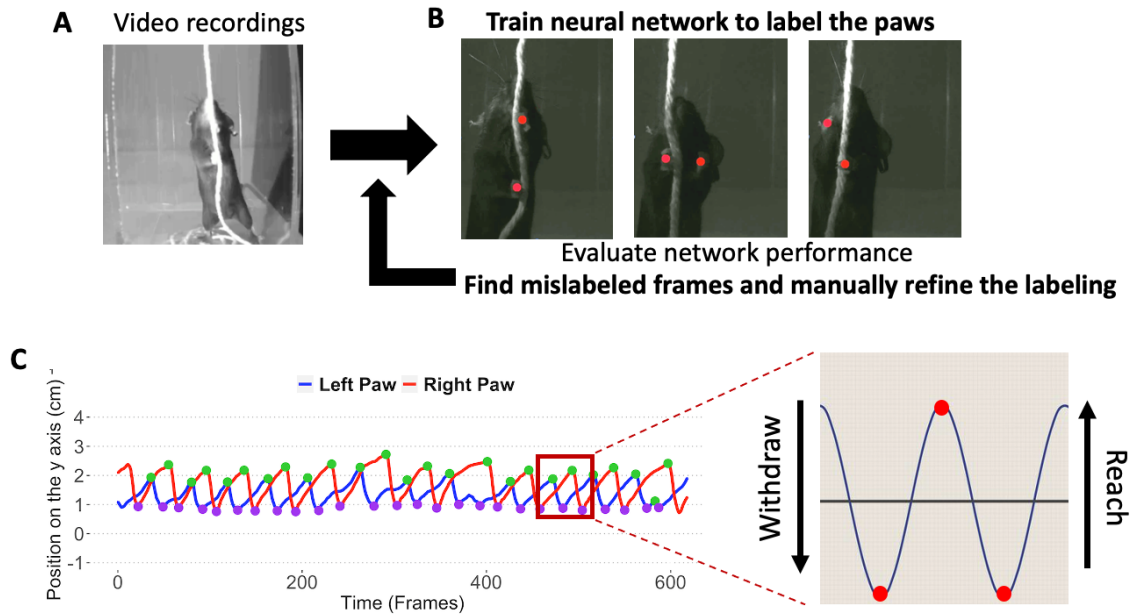 A
Video recordings
B
Train neural network to label the paws
Evaluate network performance
Find mislabeled frames and manually refine the labeling
C
Left Paw
Right Paw
Position on the y axis (cm)
4
3
2
1
0
-1
0
200
400
600
Time (Frames)
Withdraw
Reach